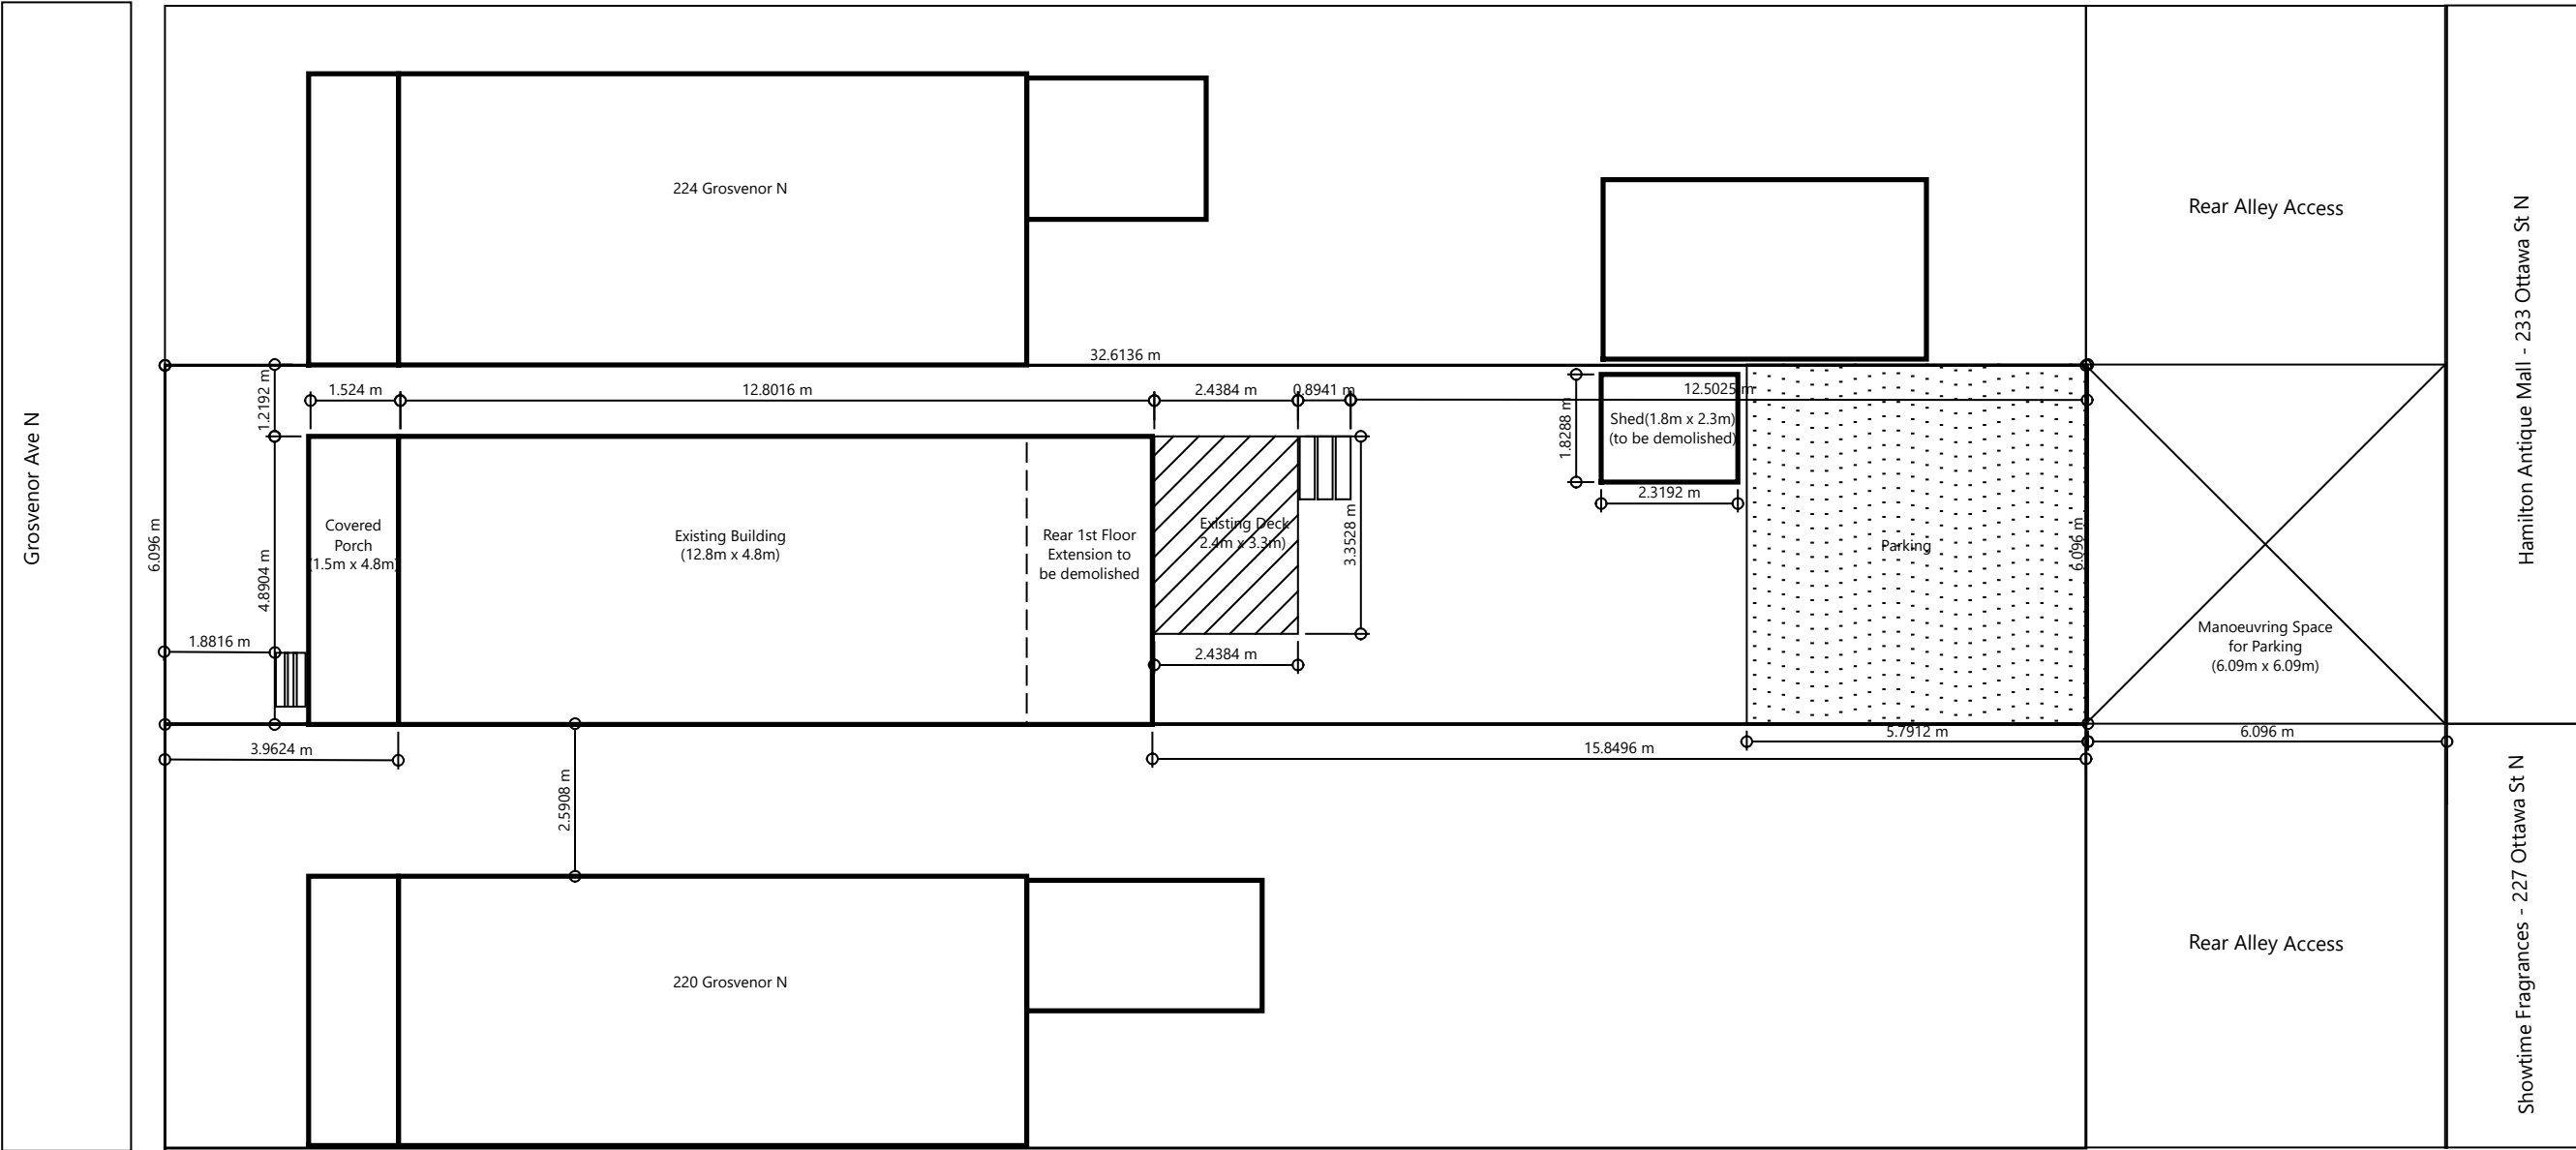 Grosvenor Ave N
224 Grosvenor N
Rear Alley Access
Hamilton Antique Mall - 233 Ottawa St N
32.6136 m
1.2192 m
1.524 m
12.8016 m
2.4384 m
0.8941 m
12.5025 m
1.8288 m
Shed(1.8m x 2.3m)
(to be demolished)
2.3192 m
6.096 m
4.8904 m
Covered
Porch
(1.5m x 4.8m)
Existing Building
(12.8m x 4.8m)
Rear 1st Floor
Extension to
be demolished
Existing Deck
2.4m x 3.3m)
3.3528 m
Parking
6.096 m
1.8816 m
2.4384 m
Manoeuvring Space
for Parking
(6.09m x 6.09m)
3.9624 m
15.8496 m
5.7912 m
6.096 m
2.5908 m
220 Grosvenor N
Rear Alley Access
Showtime Fragrances - 227 Ottawa St N